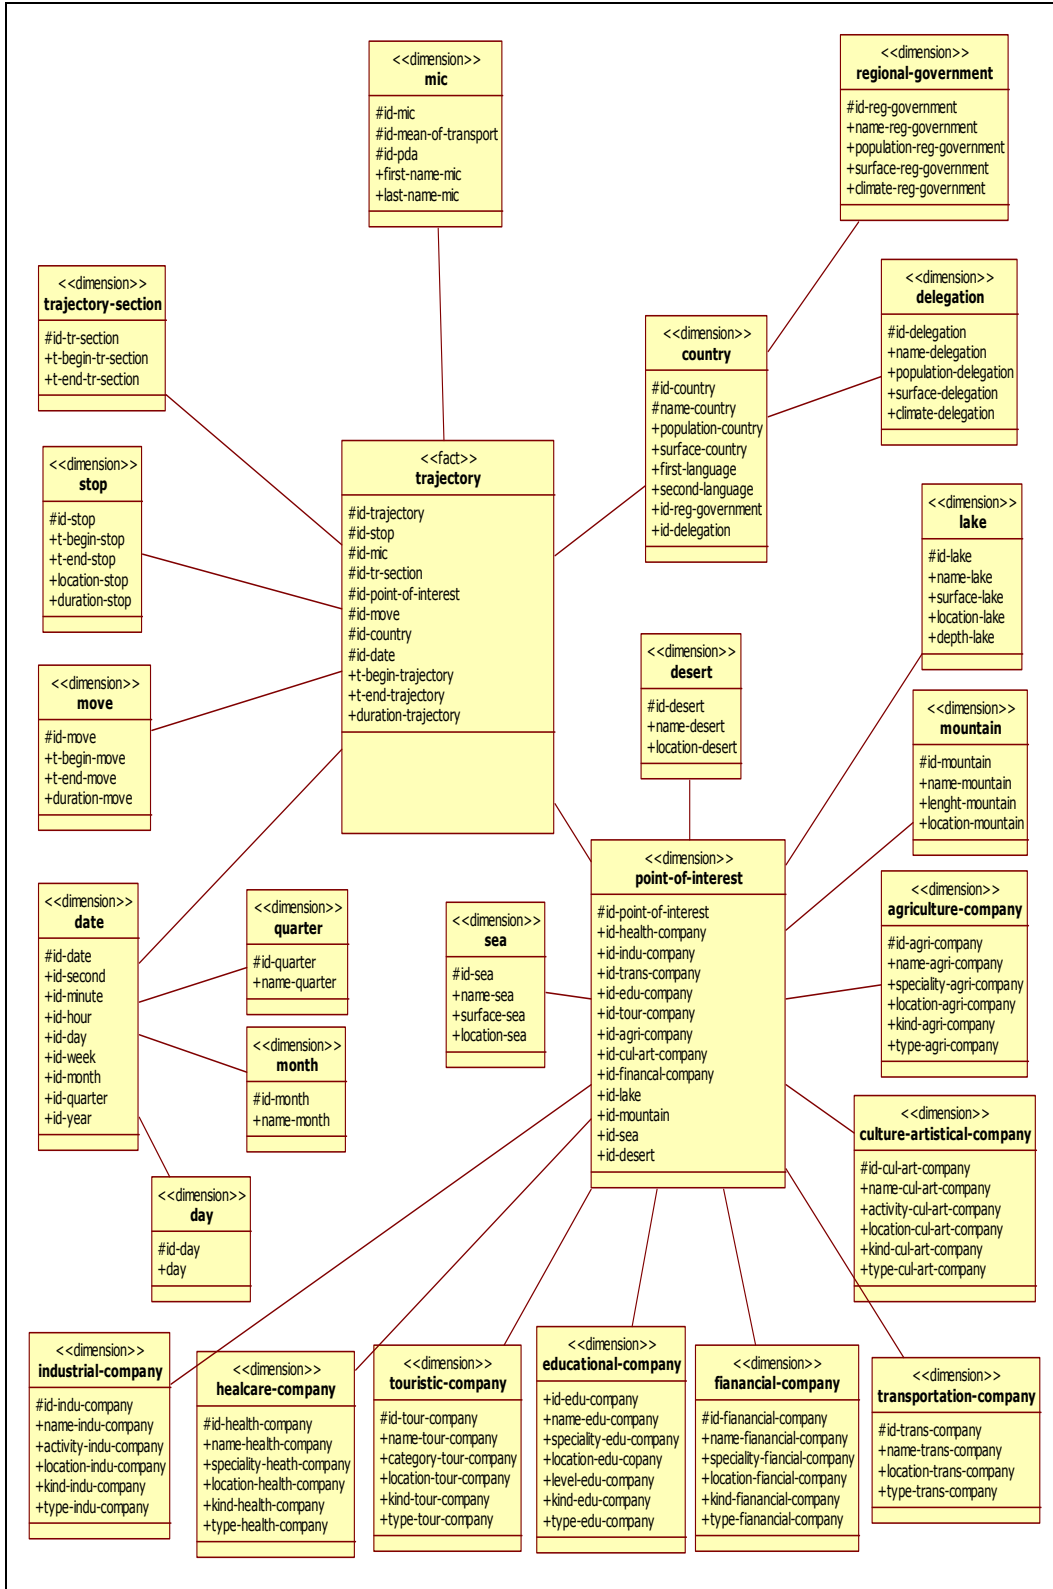 <<dimension>>
mic
#id-mic
#id-mean-of-transport
#id-pda
+first-name-mic
+last-name-mic
<<dimension>>
regional-government
#id-reg-government
+name-reg-government
+population-reg-government
+surface-reg-government
+climate-reg-government
<<dimension>>
trajectory-section
#id-tr-section
+t-begin-tr-section
+t-end-tr-section
<<dimension>>
delegation
#id-delegation
+name-delegation
+population-delegation
+surface-delegation
+climate-delegation
<<dimension>>
country
#id-country
#name-country
+population-country
+surface-country
+first-language
+second-language
+id-reg-government
+id-delegation
<<dimension>>
stop
#id-stop
+t-begin-stop
+t-end-stop
+location-stop
+duration-stop
<<fact>>
trajectory
#id-trajectory
#id-stop
#id-mic
#id-tr-section
#id-point-of-interest
#id-move
#id-country
#id-date
+t-begin-trajectory
+t-end-trajectory
+duration-trajectory
<<dimension>>
lake
#id-lake
+name-lake
+surface-lake
+location-lake
+depth-lake
<<dimension>>
desert
#id-desert
+name-desert
+location-desert
<<dimension>>
move
#id-move
+t-begin-move
+t-end-move
+duration-move
<<dimension>>
mountain
#id-mountain
+name-mountain
+lenght-mountain
+location-mountain
<<dimension>>
point-of-interest
#id-point-of-interest
+id-health-company
+id-indu-company
+id-trans-company
+id-edu-company
+id-tour-company
+id-agri-company
+id-cul-art-company
+id-financal-company
+id-lake
+id-mountain
+id-sea
+id-desert
<<dimension>>
agriculture-company
#id-agri-company
+name-agri-company
+speciality-agri-company
+location-agri-company
+kind-agri-company
+type-agri-company
<<dimension>>
date
#id-date
+id-second
+id-minute
+id-hour
+id-day
+id-week
+id-month
+id-quarter
+id-year
<<dimension>>
quarter
#id-quarter
+name-quarter
<<dimension>>
sea
#id-sea
+name-sea
+surface-sea
+location-sea
<<dimension>>
month
#id-month
+name-month
<<dimension>>
culture-artistical-company
#id-cul-art-company
+name-cul-art-company
+activity-cul-art-company
+location-cul-art-company
+kind-cul-art-company
+type-cul-art-company
<<dimension>>
day
#id-day
+day
<<dimension>>
industrial-company
#id-indu-company
+name-indu-company
+activity-indu-company
+location-indu-company
+kind-indu-company
+type-indu-company
<<dimension>>
healcare-company
#id-health-company
+name-health-company
+speciality-heath-company
+location-health-company
+kind-health-company
+type-health-company
<<dimension>>
touristic-company
#id-tour-company
+name-tour-company
+category-tour-company
+location-tour-company
+kind-tour-company
+type-tour-company
<<dimension>>
educational-company
+id-edu-company
+name-edu-company
+speciality-edu-company
+location-edu-copany
+level-edu-company
+kind-edu-company
+type-edu-company
<<dimension>>
fianancial-company
#id-fianancial-company
+name-fianancial-company
+speciality-fiancial-company
+location-fiancial-company
+kind-fianancial-company
+type-fianancial-company
<<dimension>>
transportation-company
#id-trans-company
+name-trans-company
+location-trans-company
+type-trans-company